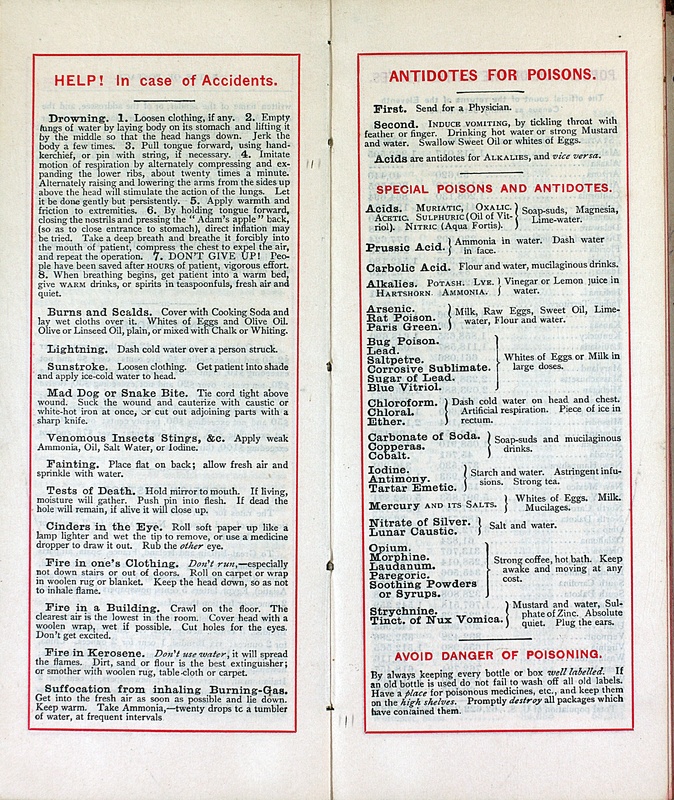 HELP! In case of Accidents.
Drowning. 1. Loosen clothing, if any. 2. Empty
lungs of water by laying body on its stomach and lifting it
by the middle so that the head hangs down. Jerk the
body a few times. 3. Pull tongue forward, using hand-
kerchief, or pin with string, if necessary. 4. Imitate
motion of respiration by alternately compressing and ex-
panding the lower ribs, about twenty times a minute.
Alternately raising and lowering the arms from the sides up
above the head will stimulate the action of the lungs. Let
it be done gently but persistently. 5. Apply warmth and
friction to extremities. 6. By holding tongue forward,
closing the nostrils and pressing the "Adam's apple" back,
(so as to close entrance to stomach), direct inflation may
be tried. Take a deep breath and breathe it forcibly into
the mouth of patient, compress the chest to expel the air,
and repeat the operation. 7. DON'T GIVE UP! Peo-
ple have been saved after HOURS of patient, vigorous effort.
8. When breathing begins, get patient into a warm bed,
give WARM drinks, or spirits in teaspoonfuls, fresh air and
quiet.
Burns and Scalds. Cover with Cooking Soda and
lay wet cloths over it. Whites of Eggs and Olive Oil.
Olive or Linseed Oil, plain, or mixed with Chalk or Whiting.
Lightning. Dash cold water over a person struck.
Sunstroke. Loosen clothing. Get patient into shade
and apply ice-cold water to head.
Mad Dog or Snake Bite. Tie cord tight above
wound. Suck the wound and cauterize with caustic or
white-hot iron at once, or cut out adjoining parts with a
sharp knife.
Venomous Insects Stings, &c. Apply weak
Ammonia, Oil, Salt Water, or Iodine.
Fainting. Place flat on back; allow fresh air and
sprinkle with water.
Tests of Death. Hold mirror to mouth. If living,
moisture will gather. Push pin into flesh. If dead the
hole will remain, if alive it will close up.
Cinders in the Eye. Roll soft paper up like a
lamp lighter and wet the tip to remove, or use a medicine
dropper to draw it out. Rub the other eye.
Fire in one's Clothing. Don't run,—especially
not down stairs or out of doors. Roll on carpet or wrap
in woolen rug or blanket. Keep the head down, so as not
to inhale flame.
Fire in a Building. Crawl on the floor. The
clearest air is the lowest in the room. Cover head with a
woolen wrap, wet if possible. Cut holes for the eyes.
Don't get excited.
Fire in Kerosene. Don't use water, it will spread
the flames. Dirt, sand or flour is the best extinguisher;
or smother with woolen rug, table-cloth or carpet.
Suffocation from inhaling Burning-Gas.
Get into the fresh air as soon as possible and lie down.
Keep warm. Take Ammonia,—twenty drops to a tumbler
of water, at frequent intervals
ANTIDOTES FOR POISONS.
First. Send for a Physician.
Second. INDUCE VOMITING, by tickling throat with
feather or finger. Drinking hot water or strong Mustard
and water. Swallow Sweet Oil or whites of Eggs.
Acids are antidotes for ALKALIES, and vice versa.
SPECIAL POISONS AND ANTIDOTES.
Acids. MURIATIC, OXALIC
ACETIC. SULPHURIC (Oil of Vit-
riol). NITRIC (Aqua Fortis).
Soap-suds, Magnesia,
Lime-water.
Prussic Acid.
Ammonia in water. Dash water
in face.
Carbolic Acid. Flour and water, mucilaginous drinks.
Alkalies. POTASH. LYE.
HARTSHORN. AMMONIA.
Vinegar or Lemon juice in
water.
Arsenic.
Rat Poison.
Paris Green.
Milk, Raw Eggs, Sweet Oil, Lime-
water, Flour and water.
Bug Poison.
Lead.
Saltpetre.
Corrosive Sublimate.
Sugar of Lead.
Blue Vitriol.
Whites of Eggs or Milk in
large doses.
Chloroform.
Chloral.
Ether.
Dash cold water on head and chest.
Artificial respiration. Piece of ice in
rectum.
Carbonate of Soda.
Copperas.
Cobalt.
Soap-suds and mucilaginous
drinks.
Iodine.
Antimony.
Tartar Emetic.
Starch and water. Astringent infu-
sions. Strong tea.
Mercury AND ITS SALTS.
Whites of Eggs. Milk.
Mucilages.
Nitrate of Silver.
Lunar Caustic.
Salt and water.
Opium.
Morphine.
Laudanum.
Paregoric.
Soothing Powders
or Syrups.
Strong coffee, hot bath. Keep
awake and moving at any
cost.
Strychnine.
Tinct. of Nux Vomica.
Mustard and water, Sul-
phate of Zinc. Absolute
quiet. Plug the ears.
AVOID DANGER OF POISONING.
By always keeping every bottle or box well labelled. If
an old bottle is used do not fail to wash off all old labels.
Have a place for poisonous medicines, etc., and keep them
on the high shelves. Promptly destroy all packages which
have contained them.